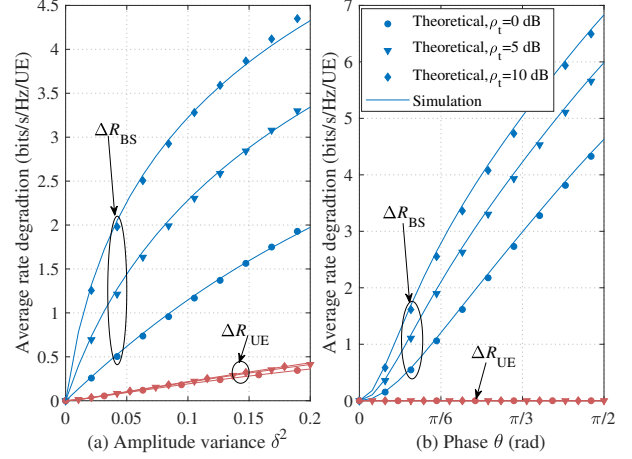 Average rate degradtion (bits/s/Hz/UE)
5
4.5
4
3.5
3
2.5
2
1.5
1
0.5
0
0
0.05
0.1
0.15
0.2
ΔR_BS
ΔR_UE
(a) Amplitude variance δ²
Average rate degradtion (bits/s/Hz/UE)
7
6
5
4
3
2
1
0
0
π/6
π/3
π/2
Theoretical, ρ_t=0 dB
Theoretical, ρ_t=5 dB
Theoretical, ρ_t=10 dB
Simulation
ΔR_BS
ΔR_UE
(b) Phase θ (rad)